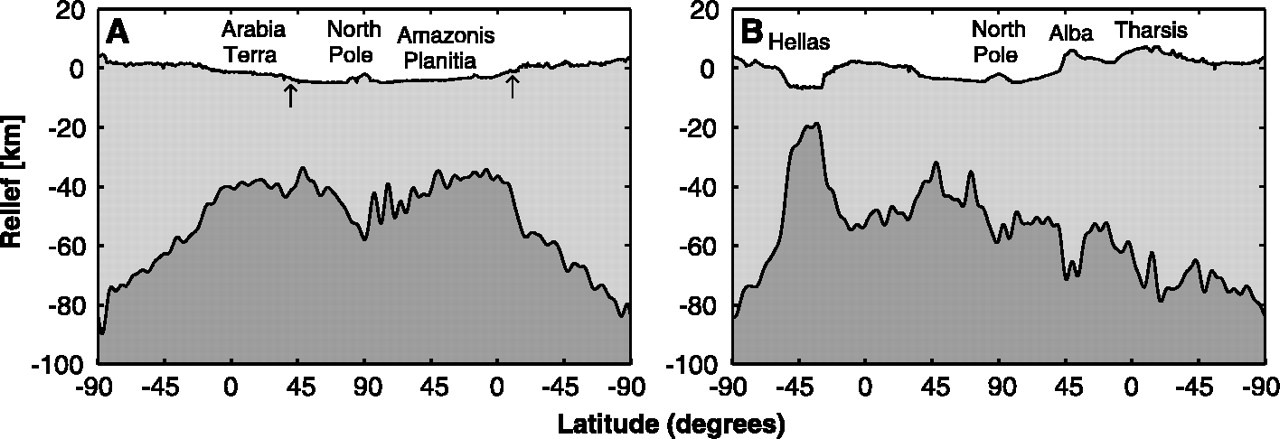 A
Arabia
Terra
North
Pole
Amazonis
Planitia
20
0
-20
-40
-60
-80
-100
Relief [km]
-90 -45 0 45 90 45 0 -45 -90
B
Hellas
North
Pole
Alba
Tharsis
20
0
-20
-40
-60
-80
-100
-90 -45 0 45 90 45 0 -45 -90
Latitude (degrees)